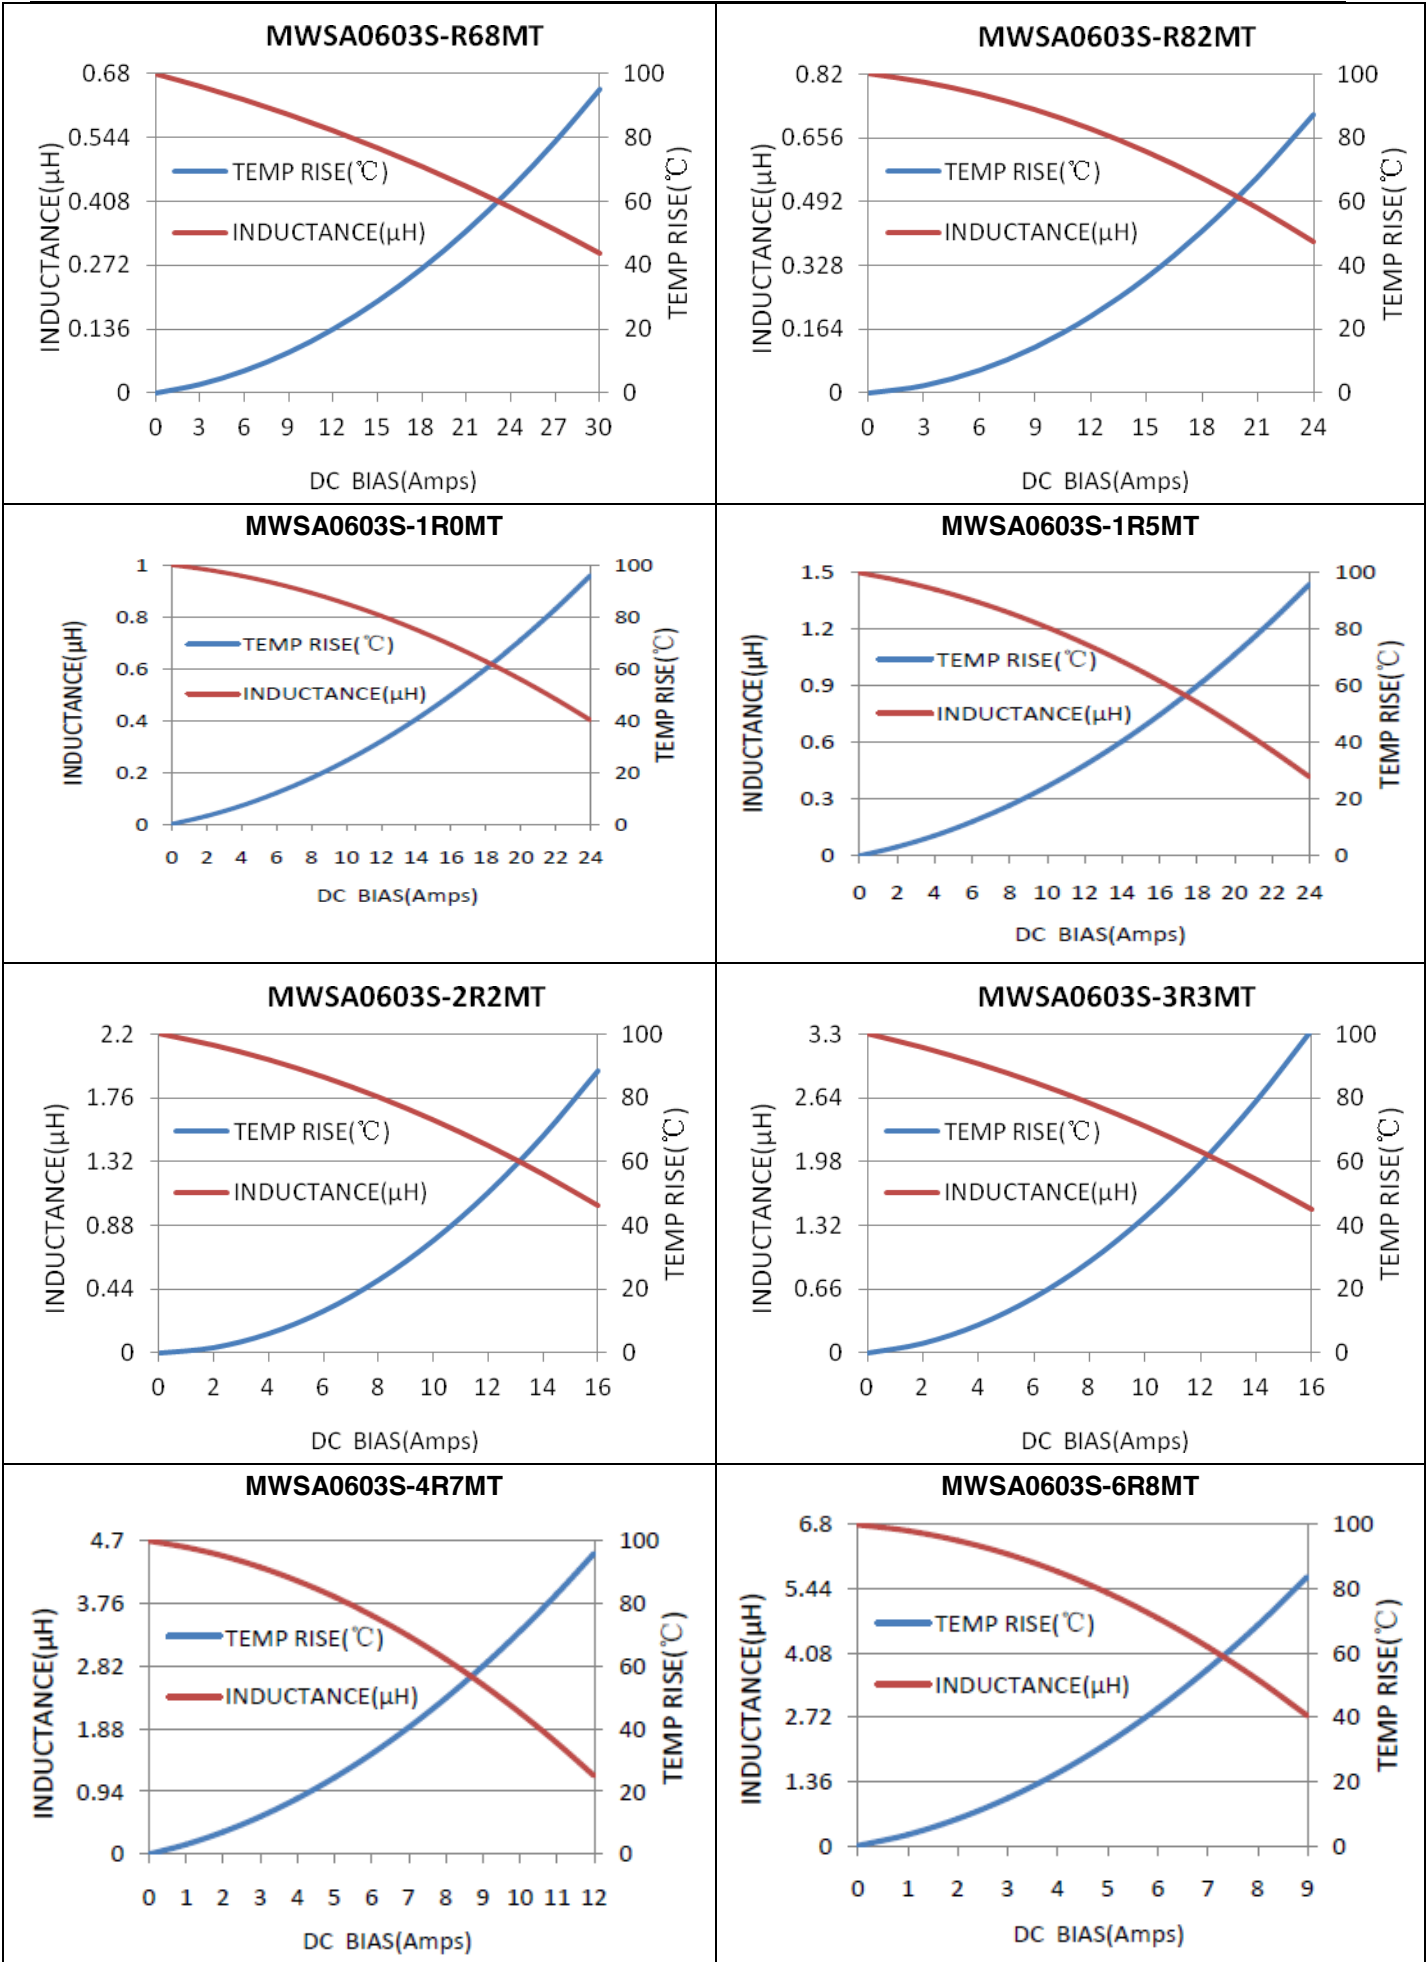 MWSA0603S-R68MT
INDUCTANCE(μH)
0.68
0.544
0.408
0.272
0.136
0
TEMP RISE(℃)
INDUCTANCE(μH)
100
80
60
40
20
0
TEMP RISE(℃)
0 3 6 9 12 15 18 21 24 27 30
DC BIAS(Amps)
MWSA0603S-R82MT
INDUCTANCE(μH)
0.82
0.656
0.492
0.328
0.164
0
TEMP RISE(℃)
INDUCTANCE(μH)
100
80
60
40
20
0
TEMP RISE(℃)
0 3 6 9 12 15 18 21 24
DC BIAS(Amps)
MWSA0603S-1R0MT
INDUCTANCE(μH)
1
0.8
0.6
0.4
0.2
0
TEMP RISE(℃)
INDUCTANCE(μH)
100
80
60
40
20
0
TEMP RISE(℃)
0 2 4 6 8 10 12 14 16 18 20 22 24
DC BIAS(Amps)
MWSA0603S-1R5MT
INDUCTANCE(μH)
1.5
1.2
0.9
0.6
0.3
0
TEMP RISE(℃)
INDUCTANCE(μH)
100
80
60
40
20
0
TEMP RISE(℃)
0 2 4 6 8 10 12 14 16 18 20 22 24
DC BIAS(Amps)
MWSA0603S-2R2MT
INDUCTANCE(μH)
2.2
1.76
1.32
0.88
0.44
0
TEMP RISE(℃)
INDUCTANCE(μH)
100
80
60
40
20
0
TEMP RISE(℃)
0 2 4 6 8 10 12 14 16
DC BIAS(Amps)
MWSA0603S-3R3MT
INDUCTANCE(μH)
3.3
2.64
1.98
1.32
0.66
0
TEMP RISE(℃)
INDUCTANCE(μH)
100
80
60
40
20
0
TEMP RISE(℃)
0 2 4 6 8 10 12 14 16
DC BIAS(Amps)
MWSA0603S-4R7MT
INDUCTANCE(μH)
4.7
3.76
2.82
1.88
0.94
0
TEMP RISE(℃)
INDUCTANCE(μH)
100
80
60
40
20
0
TEMP RISE(℃)
0 1 2 3 4 5 6 7 8 9 10 11 12
DC BIAS(Amps)
MWSA0603S-6R8MT
INDUCTANCE(μH)
6.8
5.44
4.08
2.72
1.36
0
TEMP RISE(℃)
INDUCTANCE(μH)
100
80
60
40
20
0
TEMP RISE(℃)
0 1 2 3 4 5 6 7 8 9
DC BIAS(Amps)